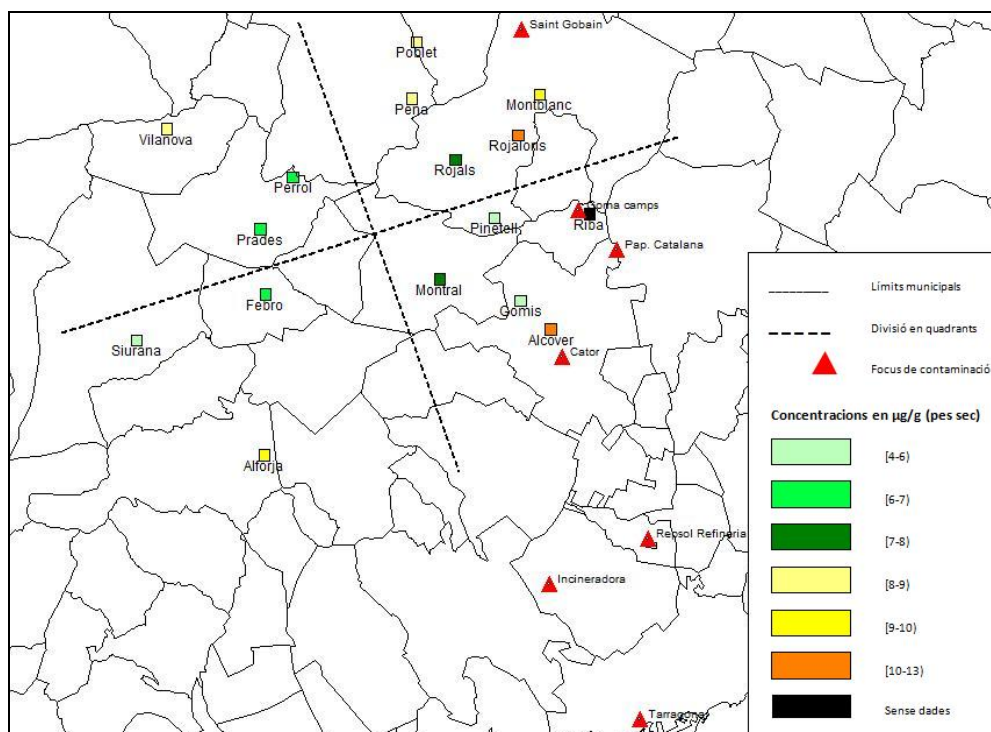 Saint Gobain
Poblet
Pena
Montblanc
Vilanova
Rojalons
Rojals
Perrol
Goma camps
Pinetell
Riba
Prades
Pap. Catalana
Montral
Febro
Gomis
Siurana
Alcover
Cator
Alforja
Repsol Refineria
Incineradora
Tarragona
Límits municipals
Divisió en quadrants
Focus de contaminació
Concentracions en µg/g (pes sec)
[4-6)
[6-7)
[7-8)
[8-9)
[9-10)
[10-13)
Sense dades